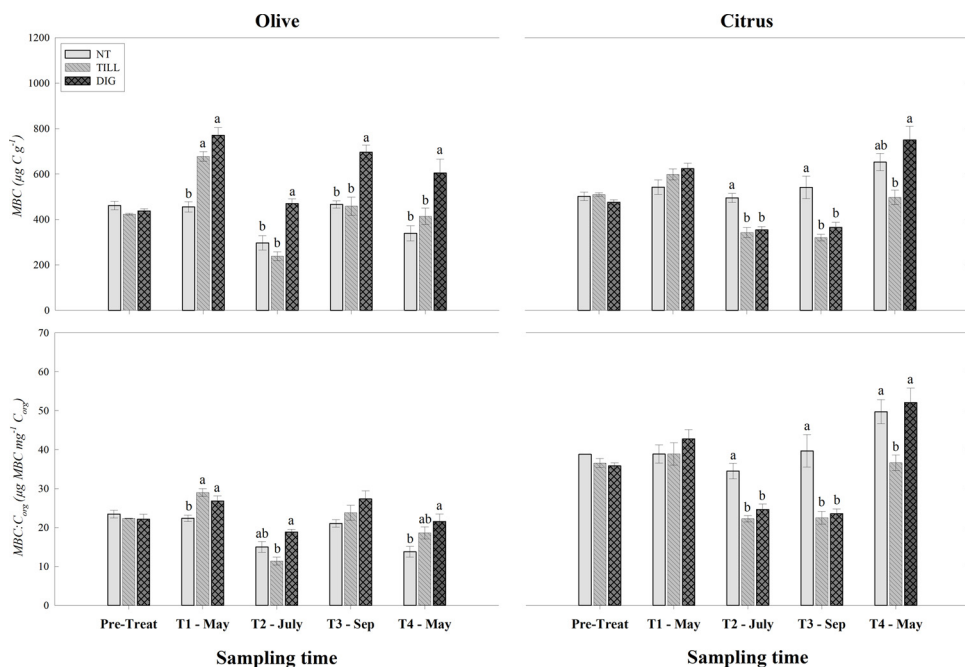 Olive
Citrus
1200
1000
800
600
400
200
0
MBC (µg C g⁻¹)
NT
TILL
DIG
b a a
b b a
b b a
b b a
a b b
a b b
ab b a
70
60
50
40
30
20
10
0
MBC:Corg (µg MBC mg⁻¹ Corg)
b a a
ab b a
b ab a
a b b
a b b
a b a
Pre-Treat T1 - May T2 - July T3 - Sep T4 - May
Pre-Treat T1 - May T2 - July T3 - Sep T4 - May
Sampling time
Sampling time